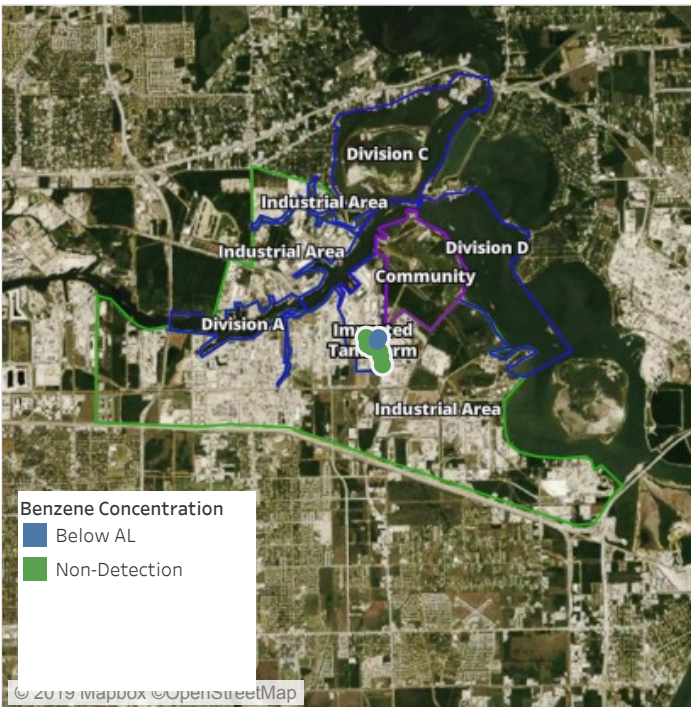 Division C
Industrial Area
Industrial Area
Division D
Community
Division A
Tan
Industrial Area
Benzene Concentration
Below AL
Non-Detection
© 2019 Mapbox ©OpenStreetMap